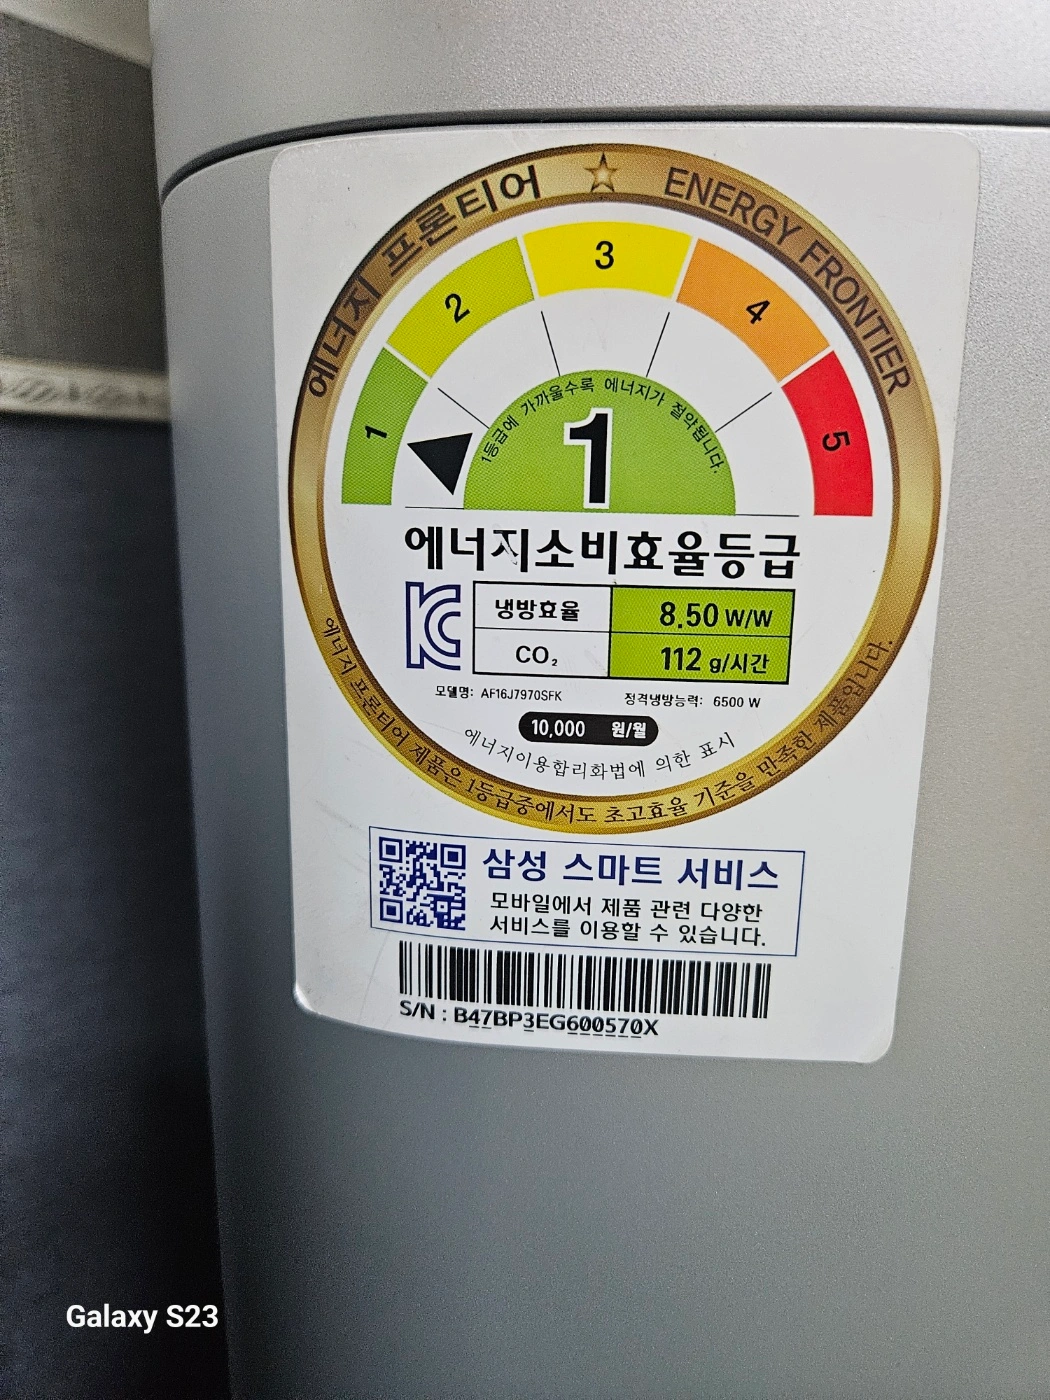 에너지 프론티어 ☆ ENERGY FRONTIER
1
2
3
4
5
1등급에 가까울수록 에너지가 절약됩니다.
1
에너지소비효율등급
냉방효율 8.50 W/W
CO₂ 112 g/시간
모델명: AF16J7970SFK 정격냉방능력: 6500 W
10,000 원/월
에너지이용합리화법에 의한 표시
에너지 프론티어 제품은 1등급중에서도 초고효율 기준을 만족한 제품입니다.
삼성 스마트 서비스
모바일에서 제품 관련 다양한
서비스를 이용할 수 있습니다.
S/N : B47BP3EG600570X
Galaxy S23